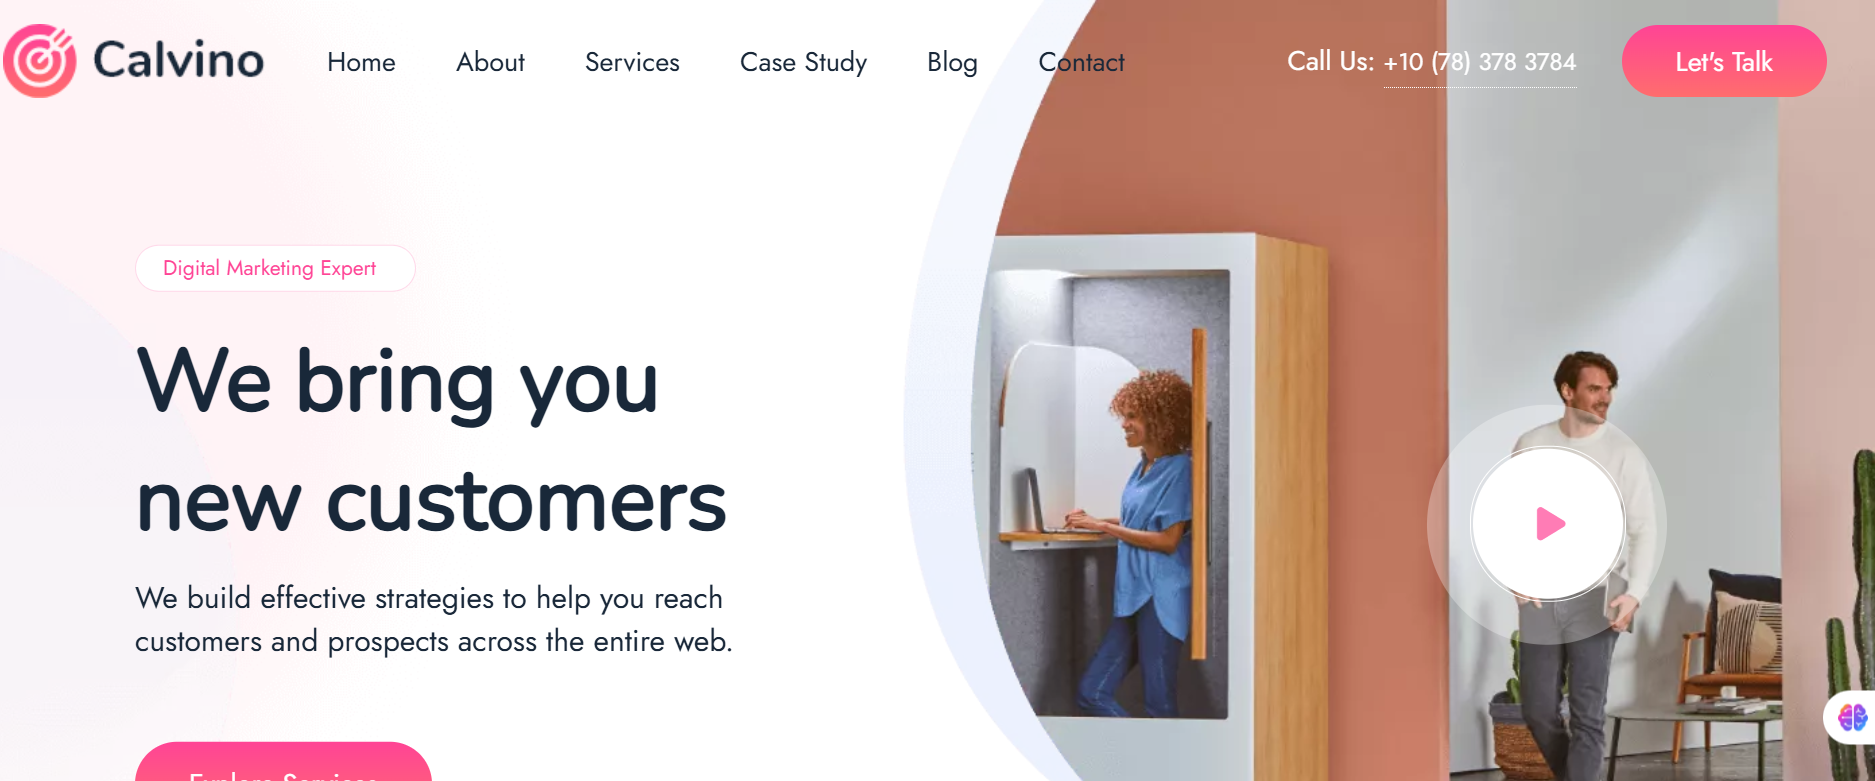 Calvino
Home
About
Services
Case Study
Blog
Contact
Call Us: +10 (78) 378 3784
Let's Talk
Digital Marketing Expert
We bring you
new customers
We build effective strategies to help you reach
customers and prospects across the entire web.
Explore Services